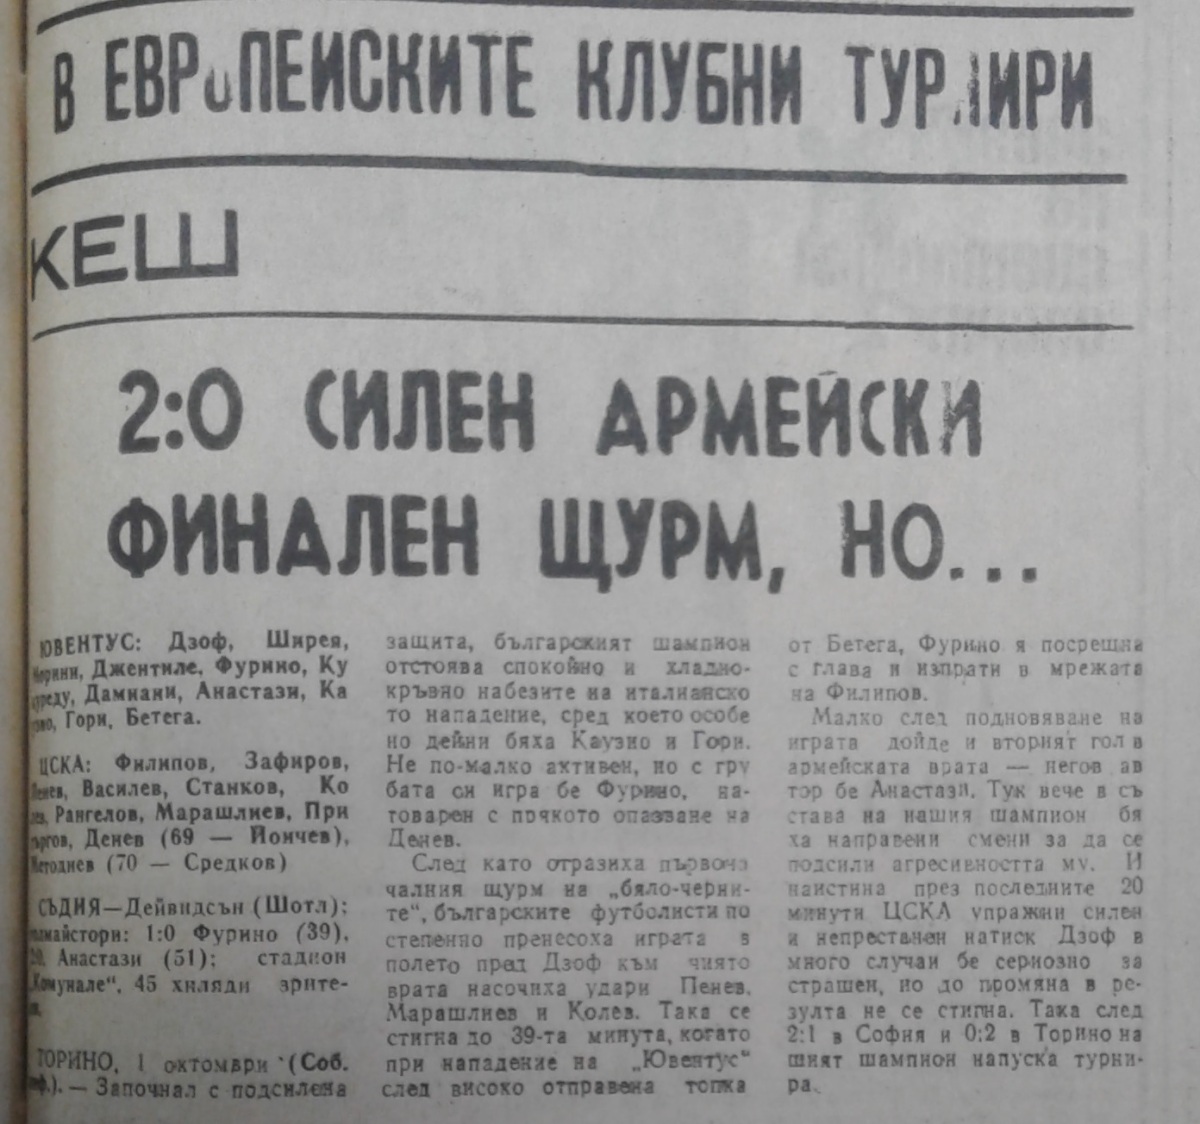 В ЕВРОПЕЙСКИТЕ КЛУБНИ ТУРНИРИ
КЕШ
2:0 СИЛЕН АРМЕЙСКИ
ФИНАЛЕН ЩУРМ, НО...
ЮВЕНТУС: Дзоф, Ширеа,
Морини, Джентиле, Фурино, Ку
куреду, Дамиани, Анастази, Ка
узио, Гори, Бетега.
ЦСКА: Филипов, Зафиров,
Пенев, Василев, Станков, Ко
лев, Рангелов, Марашлиев, При
ъргов, Денев (69 — Йончев),
Методиев (70 — Средков)
СЪДИЯ—Дейвидсън (Шотл);
лмайстори: 1:0 Фурино (39),
Анастази (51); стадион
„Комунале“, 45 хиляди зрите-
ТОРИНО, 1 октомври (Соб.
инф.). — Започнал с подсилена
защита, българският шампион
отстоява спокойно и хладно-
кръвно набезите на италианско
то нападение, сред което особе
но дейни бяха Каузио и Гори.
Не по-малко активен, но с гру
бата си игра бе Фурино, на-
товарен с прякото опазване на
Денев.
След като отразиха първона
чалния щурм на „бяло-черни-
те“, българските футболисти по
степенно пренесоха играта в
полето пред Дзоф към чиято
врата насочиха удари Пенев,
Марашлиев и Колев. Така се
стигна до 39-та минута, когато
при нападение на „Ювентус“
след високо отправена топка
от Бетега, Фурино я посрещна
с глава и изпрати в мрежата
на Филипов.
Малко след подновяване на
играта дойде и вторият гол в
армейската врата — негов ав
тор бе Анастази. Тук вече в съ
става на нашия шампион бя
ха направени смени за да се
подсили агресивността му. И
наистина през последните 20
минути ЦСКА упражни силен
и непрестанен натиск Дзоф в
много случаи бе сериозно за
страшен, но до промяна в ре-
зулта не се стигна. Така след
2:1 в София и 0:2 в Торино на
шият шампион напуска турни-
ра.